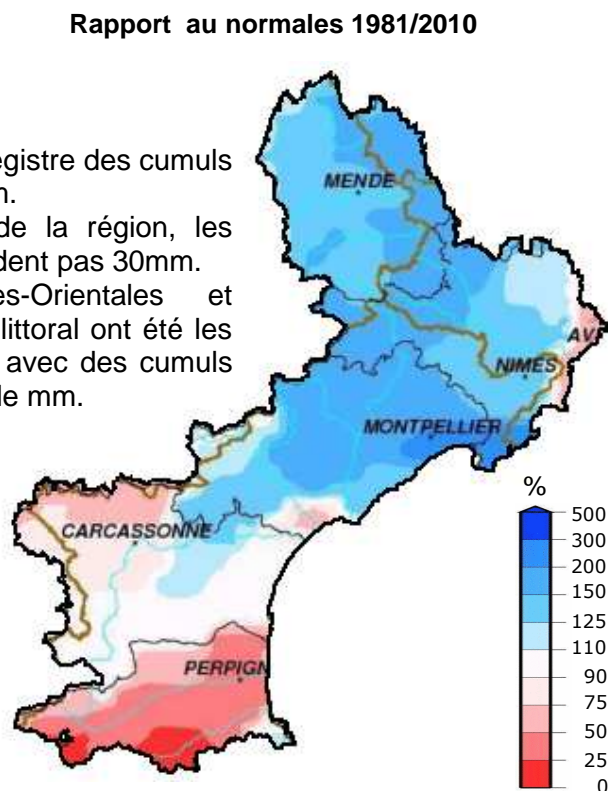 Rapport au normales 1981/2010
egistre des cumuls
n.
de la région, les
dent pas 30mm.
es-Orientales et
littoral ont été les
avec des cumuls
le mm.
MENDE
AVI
NIMES
MONTPELLIER
CARCASSONNE
PERPIGN
%
500
300
200
150
125
110
90
75
50
25
0